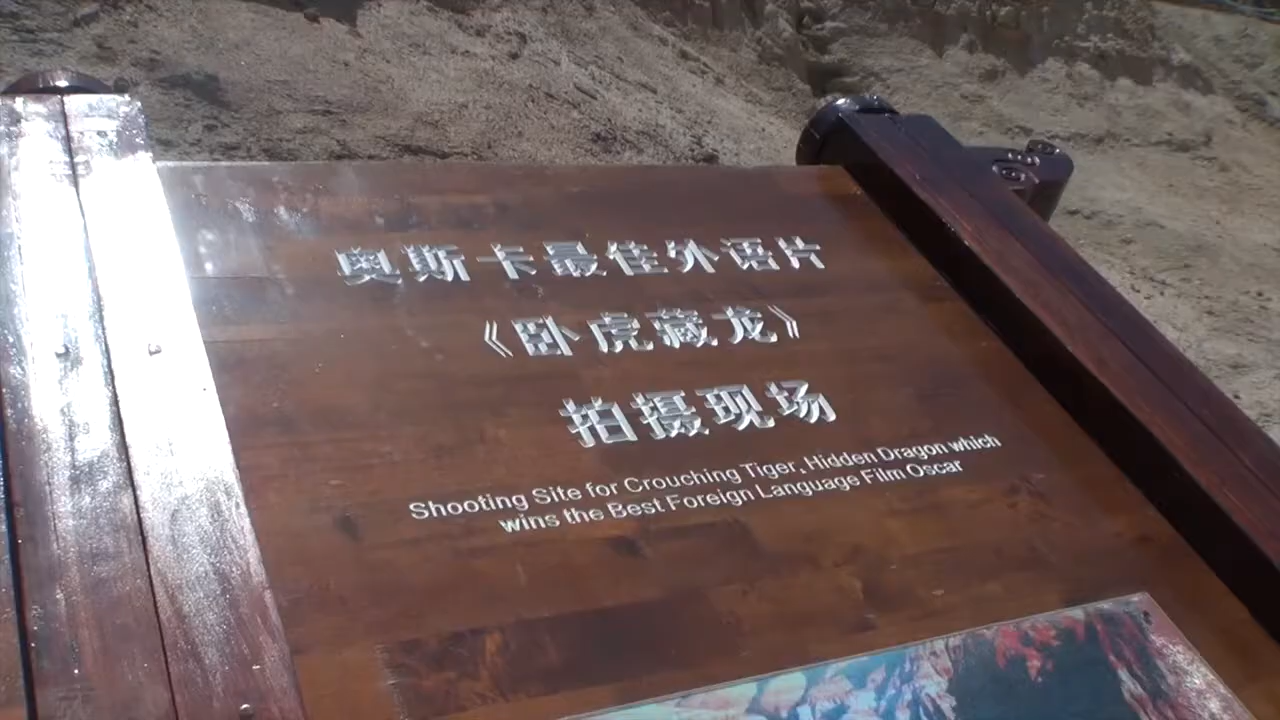 奥斯卡最佳外语片
《卧虎藏龙》
拍摄现场
Shooting Site for Crouching Tiger, Hidden Dragon which
wins the Best Foreign Language Film Oscar